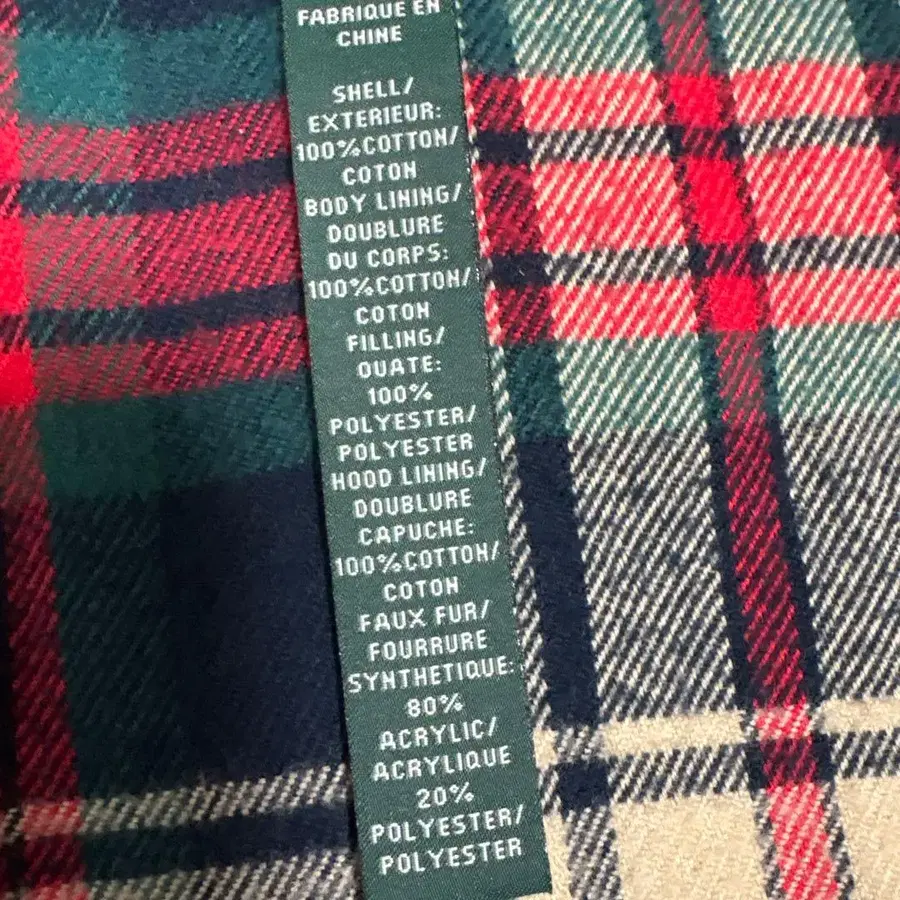 FABRIQUE EN
CHINE
SHELL/
EXTERIEUR:
100%COTTON/
COTON
BODY LINING/
DOUBLURE
DU CORPS:
100%COTTON/
COTON
FILLING/
OUATE:
100%
POLYESTER/
POLYESTER
HOOD LINING/
DOUBLURE
CAPUCHE:
100%COTTON/
COTON
FAUX FUR/
FOURRURE
SYNTHETIQUE:
80%
ACRYLIC/
ACRYLIQUE
20%
POLYESTER/
POLYESTER